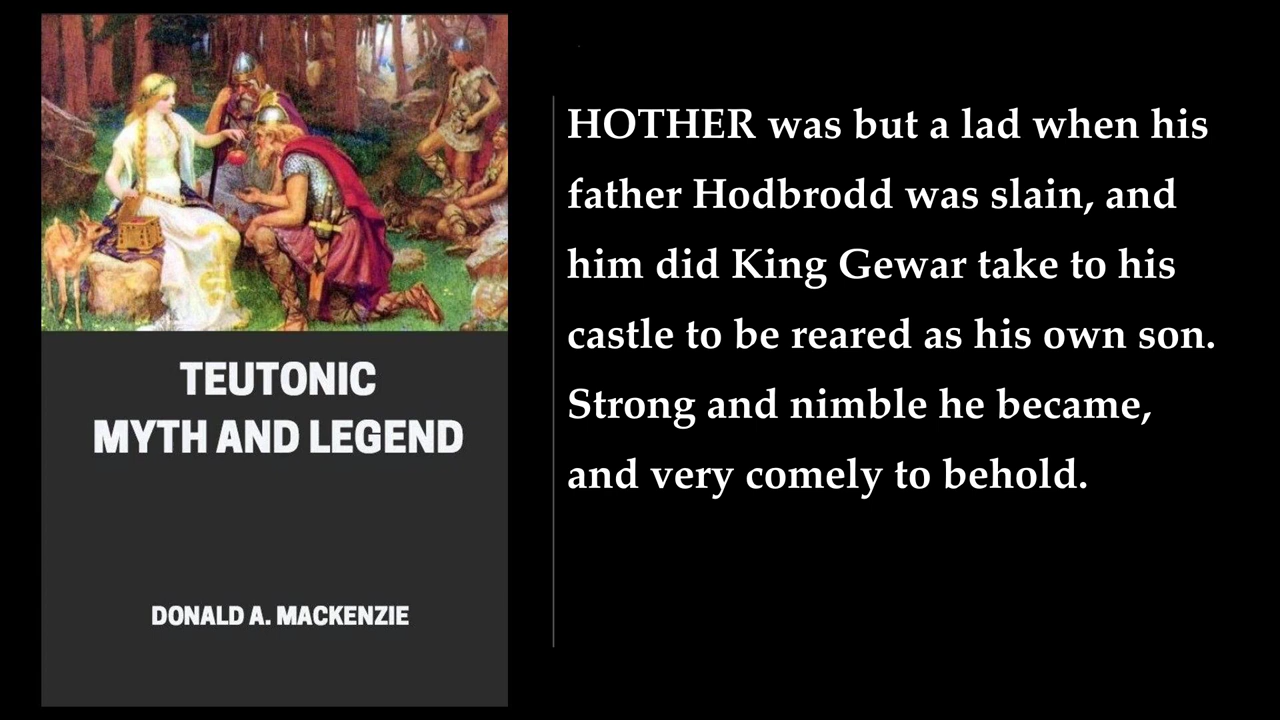 TEUTONIC
MYTH AND LEGEND
DONALD A. MACKENZIE
HOTHER was but a lad when his
father Hodbrodd was slain, and
him did King Gewar take to his
castle to be reared as his own son.
Strong and nimble he became,
and very comely to behold.